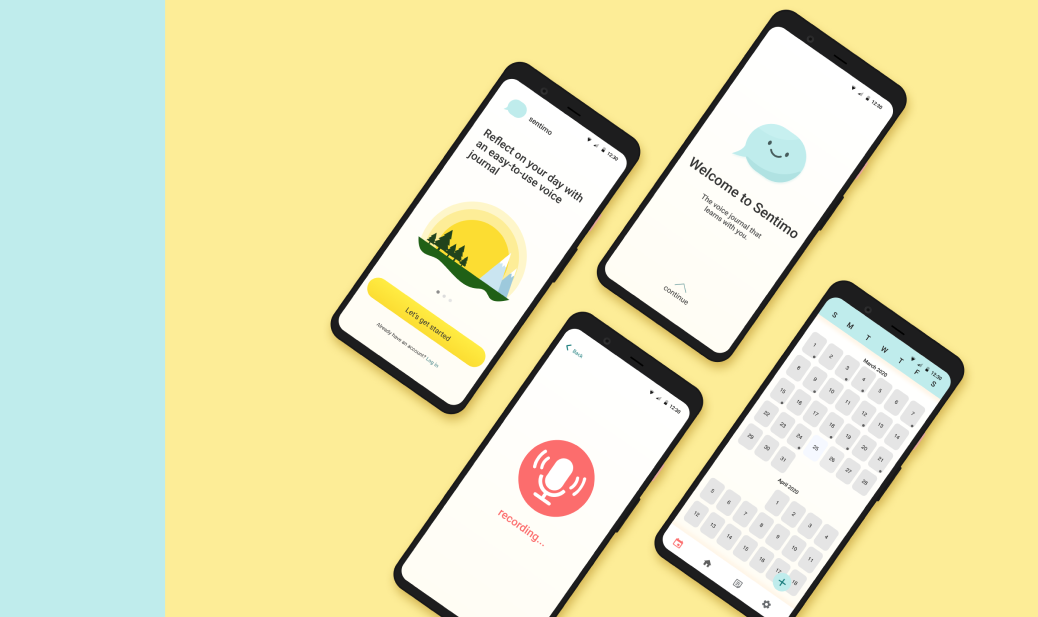 sentimo
12:30
Reflect on your day with
an easy-to-use voice
journal
Let's get started
Already have an account? Log in
12:30
Welcome to Sentimo
The voice journal that
learns with you.
continue
Back
12:30
recording...
12:30
S M T W T F S
March 2020
1 2 3 4 5 6 7
8 9 10 11 12 13 14
15 16 17 18 19 20 21
22 23 24 25 26 27 28
29 30 31
April 2020
1 2 3 4
5 6 7 8 9 10 11
12 13 14 15 16 17 18